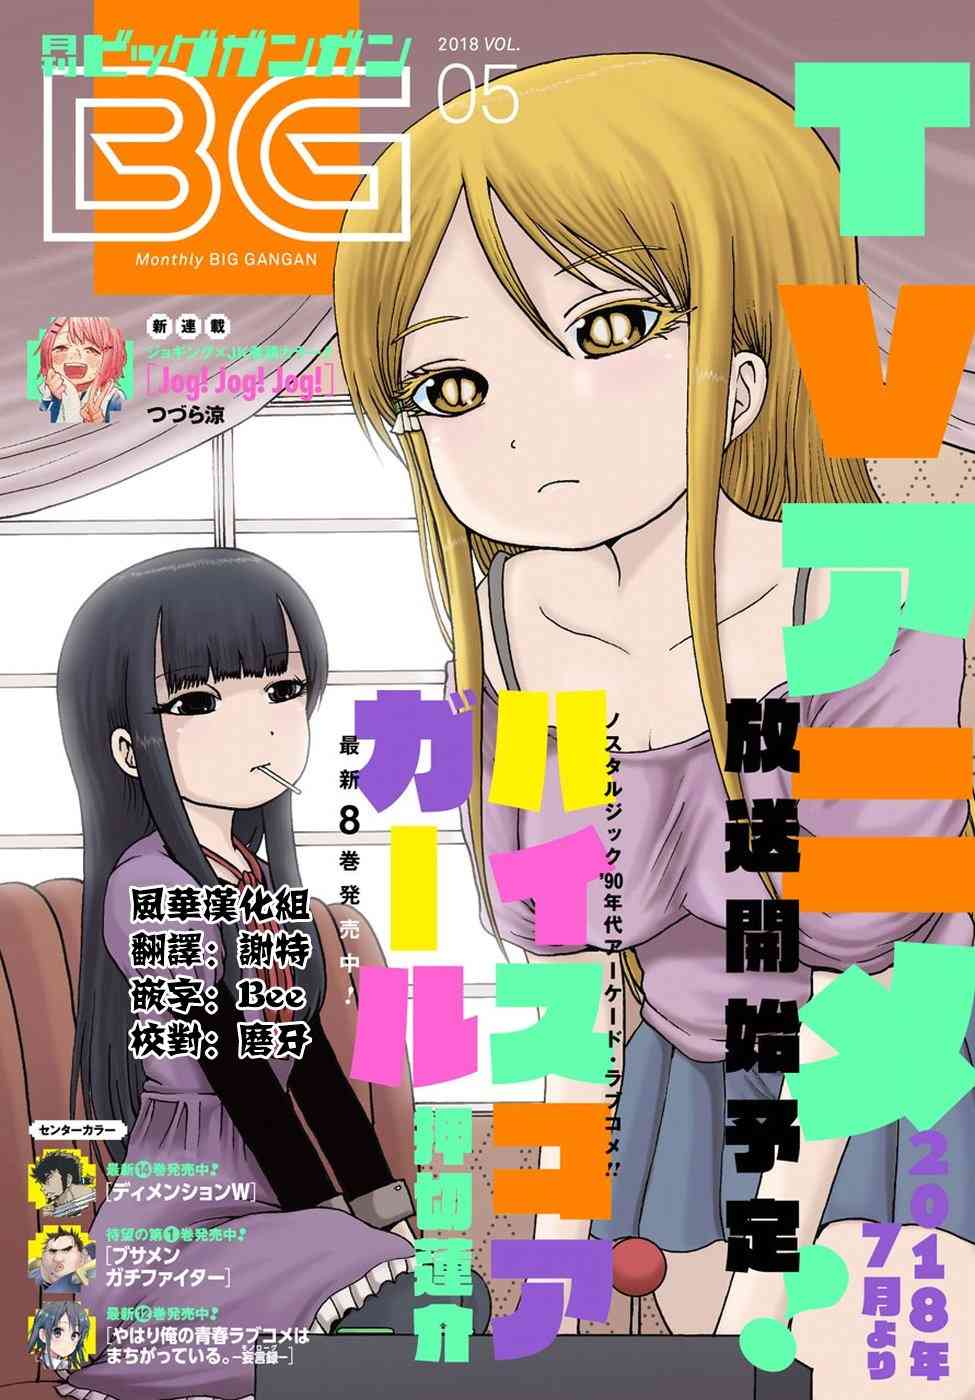 月刊ビッグガンガン
BG
Monthly BIG GANGAN
2018 VOL.
05
新連載
ジョギング×JK
[Jog! Jog! Jog!]
つづら涼
TVアニメ
放送開始予定!
2018年
7月より
ノスタルジック'90年代アーケード・ラブコメ!!
ハイスコア
ガール
押切蓮介
最新8巻発売中!
風華漢化組
翻譯：謝特
嵌字：Bee
校對：磨牙
センターカラー
最新14巻発売中!
[ディメンションW]
待望の第1巻発売中!
[ブサメン
ガチファイター]
最新12巻発売中!
[やはり俺の青春ラブコメは
まちがっている。—妄言録—]
モノローグ